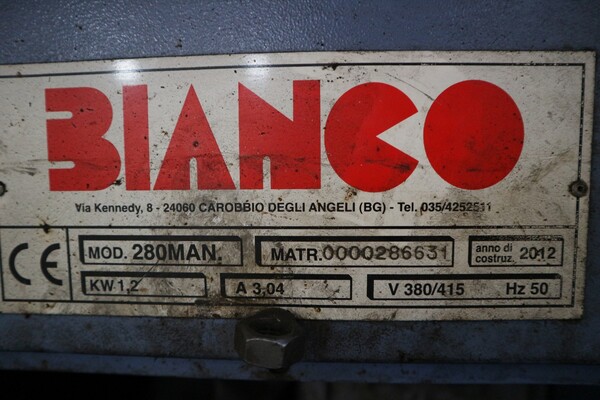 BIANCO
Via Kennedy, 8 - 24060 CAROBBIO DEGLI ANGELI (BG) - Tel. 035/4252511
CE MOD. 280MAN. MATR. 0000286631 anno di costruz. 2012
KW 1,2 A 3,04 V 380/415 Hz 50